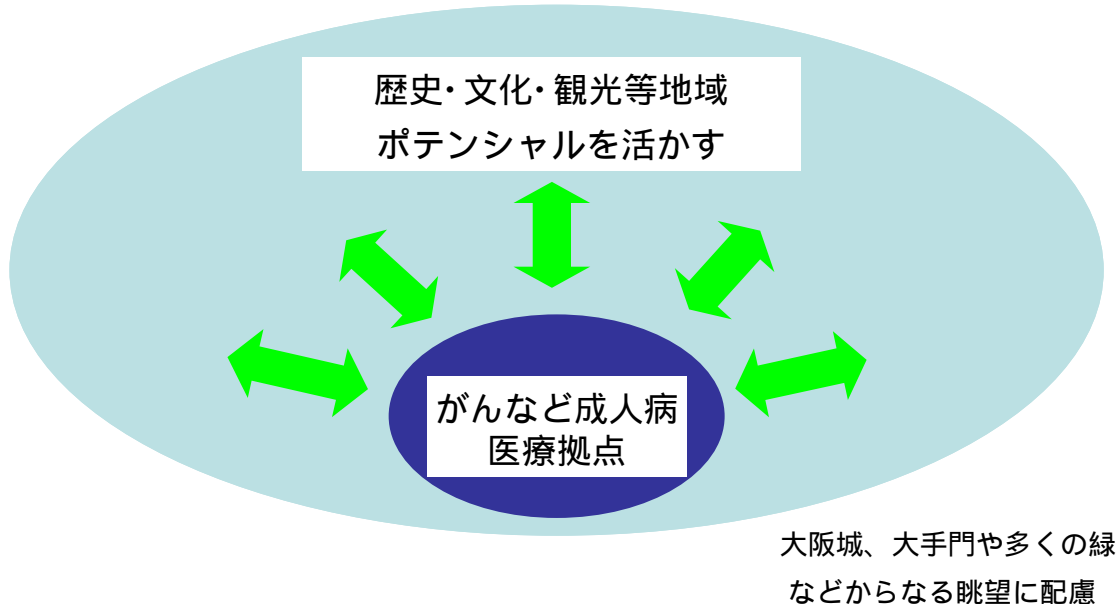 歴史･文化･観光等地域
ポテンシャルを活かす
がんなど成人病
医療拠点
大阪城、大手門や多くの緑
などからなる眺望に配慮